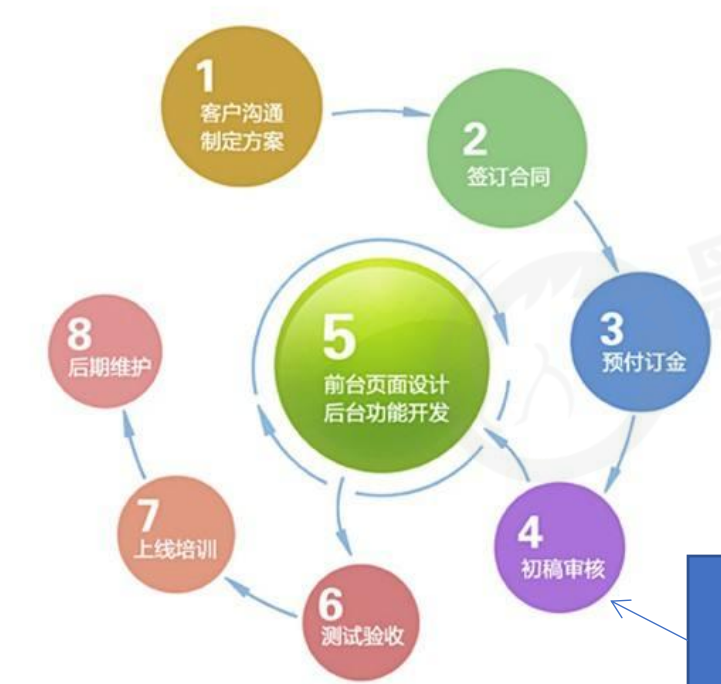 1
客户沟通
制定方案
2
签订合同
3
预付订金
4
初稿审核
5
前台页面设计
后台功能开发
6
测试验收
7
上线培训
8
后期维护